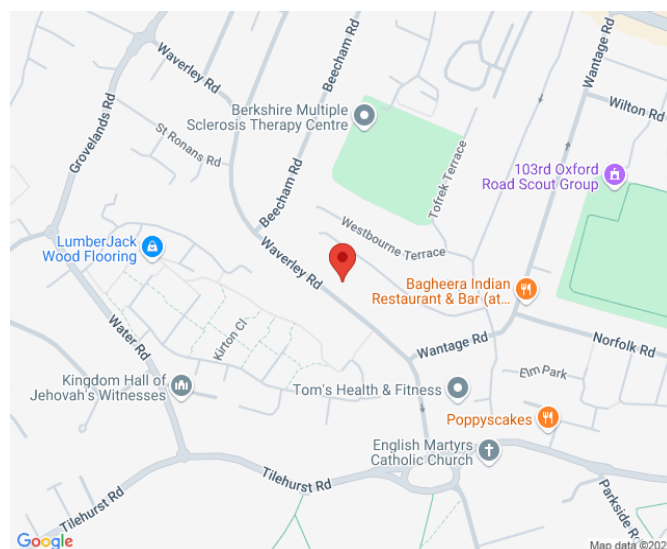 Waverley Rd
Beecham Rd
Wantage Rd
Wilton Rd
Grovelands Rd
St Ronans Rd
Berkshire Multiple
Sclerosis Therapy Centre
Tofrek Terrace
103rd Oxford
Road Scout Group
Beecham Rd
Westbourne Terrace
LumberJack
Wood Flooring
Waverley Rd
Bagheera Indian
Restaurant & Bar (at...
Water Rd
Kirton Cl
Wantage Rd
Norfolk Rd
Elm Park
Kingdom Hall of
Jehovah's Witnesses
Tom's Health & Fitness
Poppyscakes
English Martyrs
Catholic Church
Tilehurst Rd
Tilehurst Rd
Parkside Rd
Google
Map data ©202